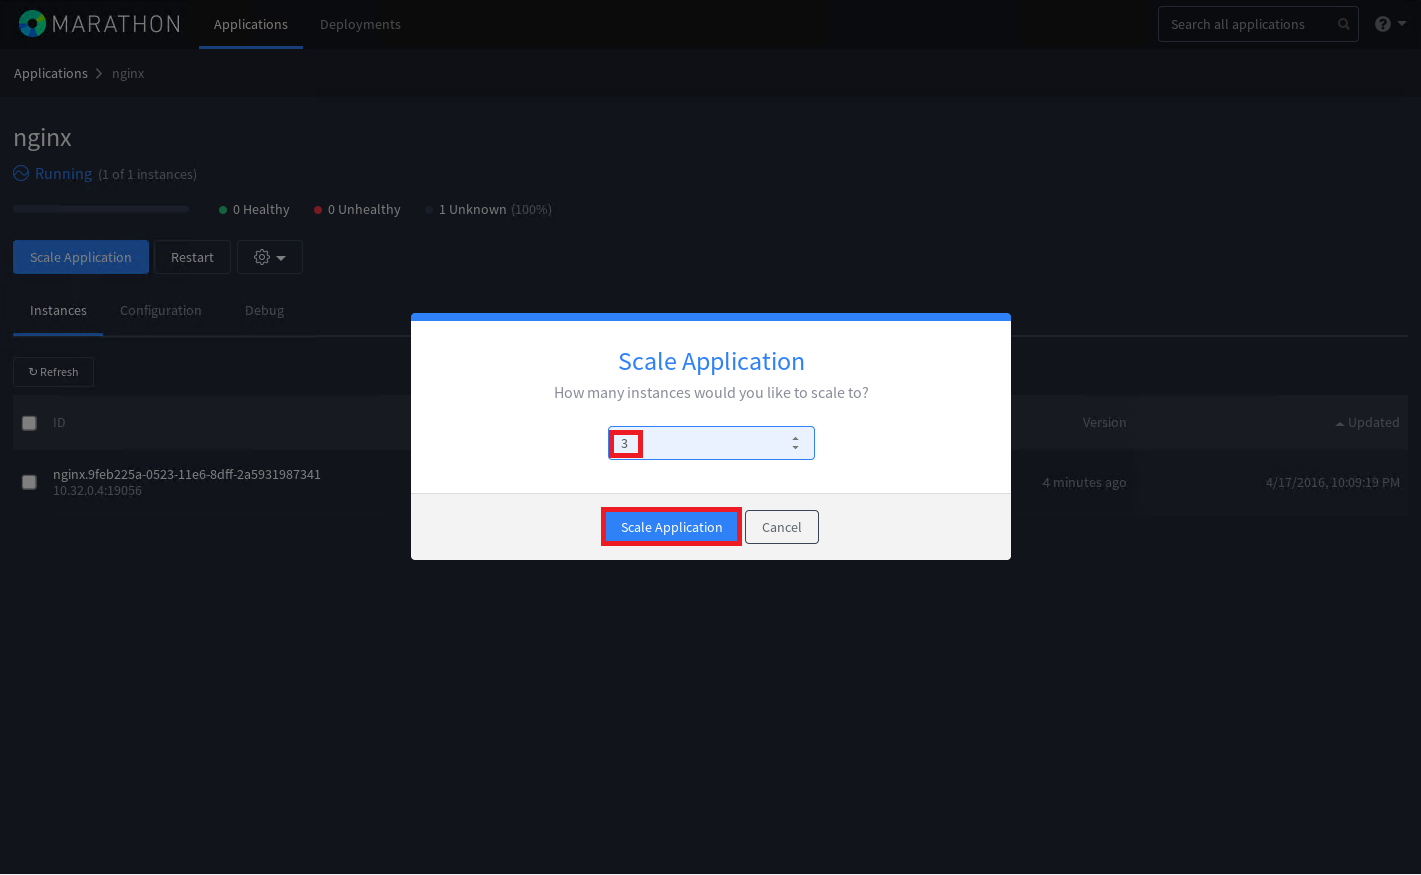 MARATHON Applications Deployments Search all applications
Applications nginx
nginx
Running (1 of 1 instances)
0 Healthy 0 Unhealthy 1 Unknown (100%)
Scale Application Restart
Instances Configuration Debug
↻ Refresh
ID Version Updated
nginx.9feb225a-0523-11e6-8dff-2a5931987341
10.32.0.4:19056
4 minutes ago 4/17/2016, 10:09:19 PM
Scale Application
How many instances would you like to scale to?
3
Scale Application Cancel